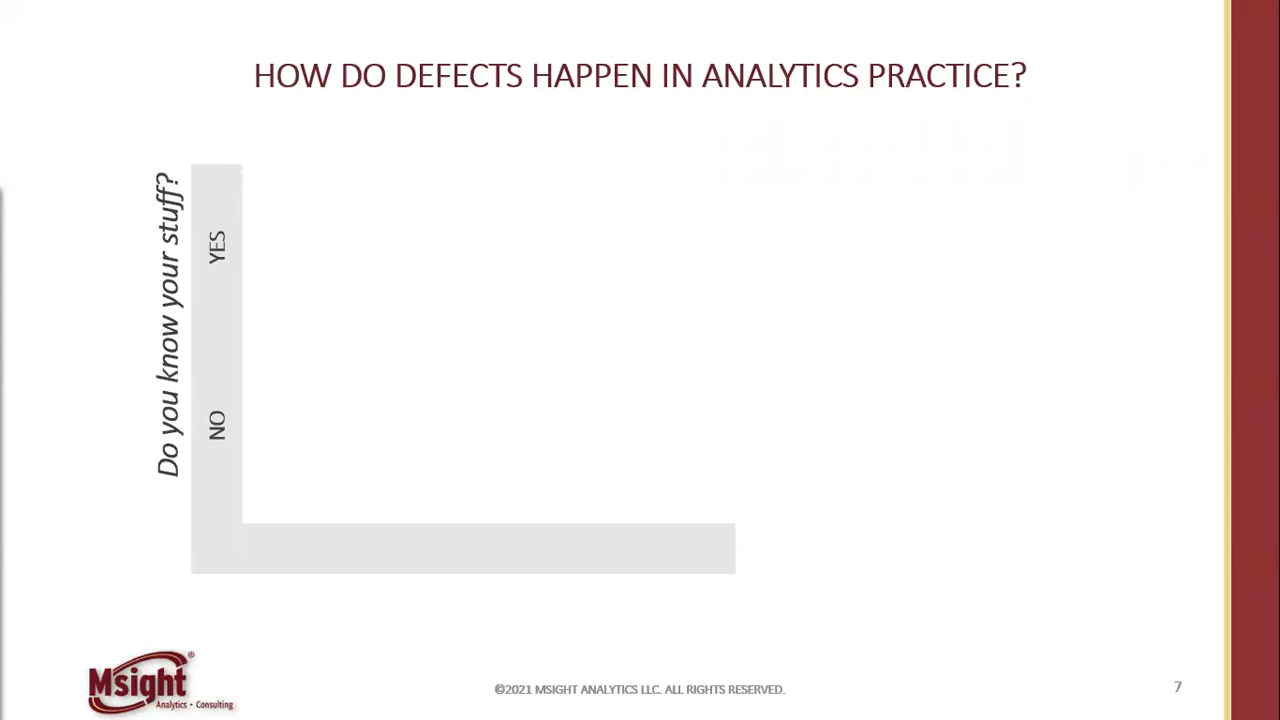 HOW DO DEFECTS HAPPEN IN ANALYTICS PRACTICE?
Do you know your stuff?
YES
NO
Msight®
Analytics • Consulting
©2021 MSIGHT ANALYTICS LLC. ALL RIGHTS RESERVED.
7